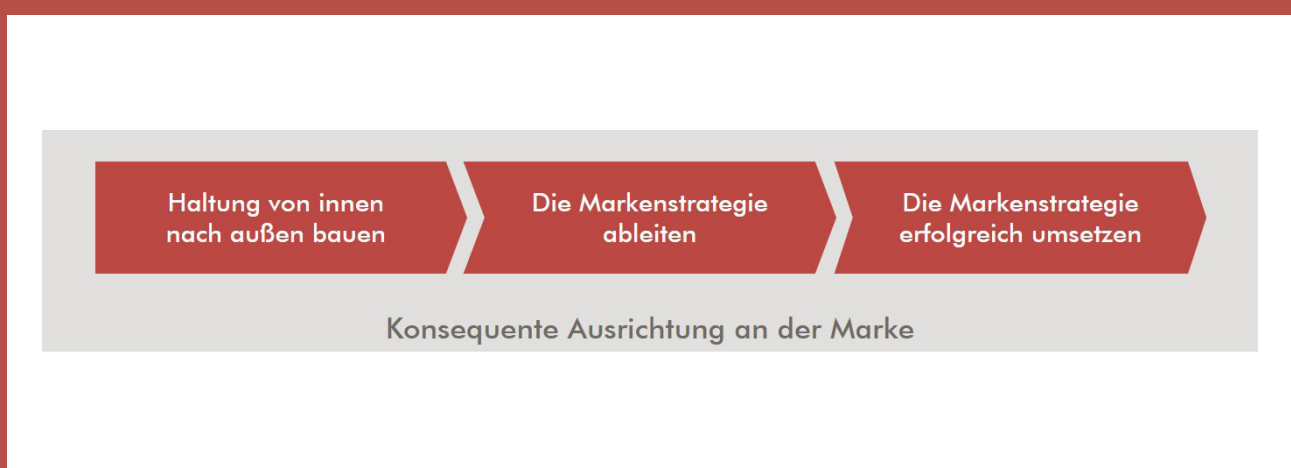 Haltung von innen
nach außen bauen
Die Markenstrategie
ableiten
Die Markenstrategie
erfolgreich umsetzen
Konsequente Ausrichtung an der Marke